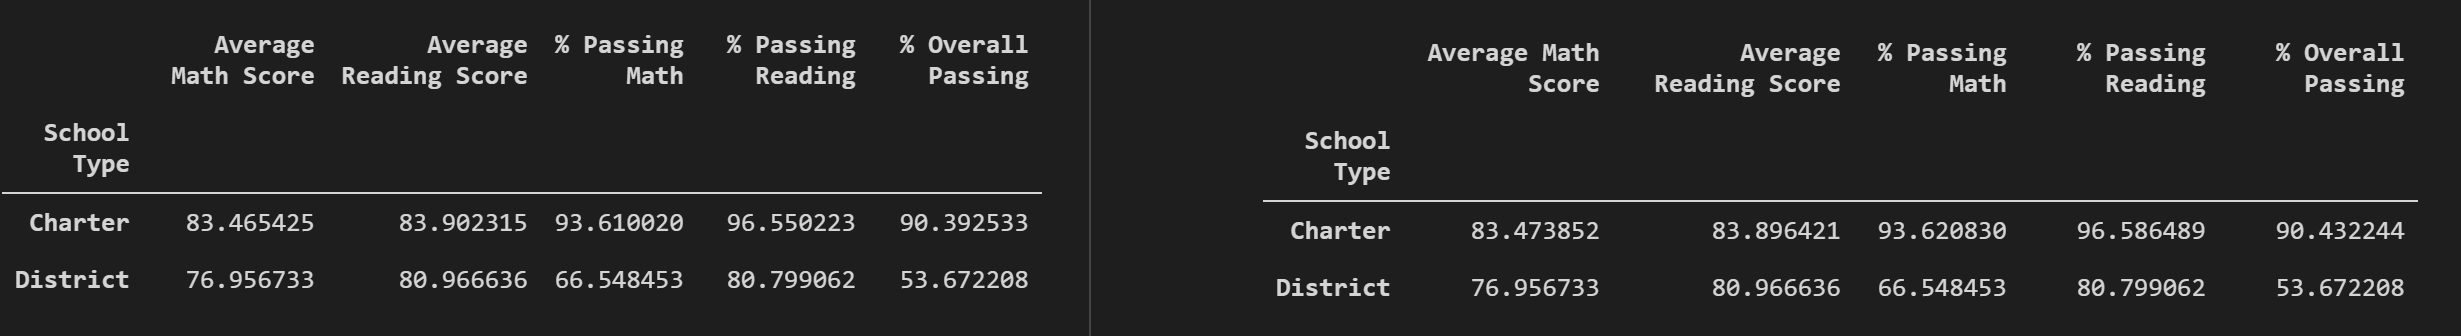 Average Average % Passing % Passing % Overall
Math Score Reading Score Math Reading Passing
School
Type
Charter 83.465425 83.902315 93.610020 96.550223 90.392533
District 76.956733 80.966636 66.548453 80.799062 53.672208
Average Math Average % Passing % Passing % Overall
Score Reading Score Math Reading Passing
School
Type
Charter 83.473852 83.896421 93.620830 96.586489 90.432244
District 76.956733 80.966636 66.548453 80.799062 53.672208